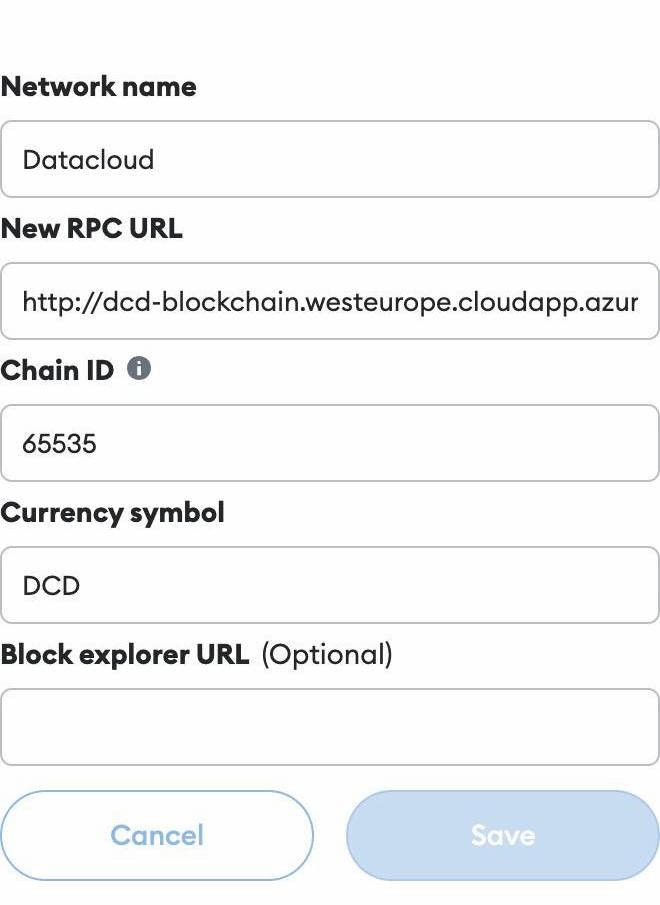 Network name
Datacloud
New RPC URL
http://dcd-blockchain.westeurope.cloudapp.azur
Chain ID i
65535
Currency symbol
DCD
Block explorer URL (Optional)
Cancel
Save